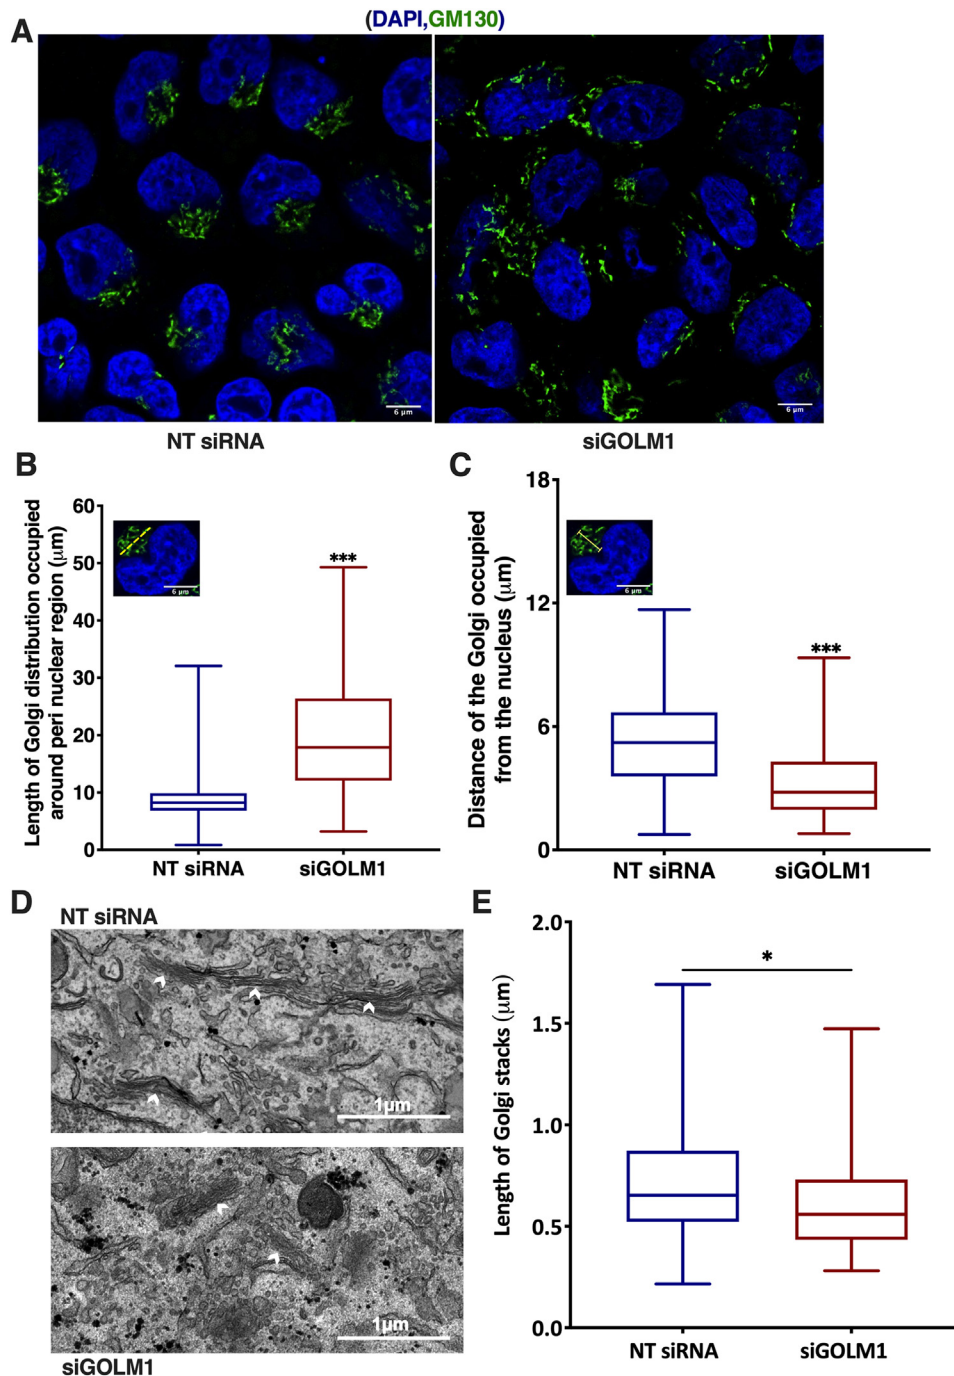 (DAPI,GM130)
A
6 μm
6 μm
NT siRNA
siGOLM1
B
Length of Golgi distribution occupied
around peri nuclear region (μm)
60
50
40
30
20
10
0
6 μm
***
NT siRNA
siGOLM1
C
Distance of the Golgi occupied
from the nucleus (μm)
18
12
6
0
6 μm
***
NT siRNA
siGOLM1
D
NT siRNA
1μm
1μm
siGOLM1
E
Length of Golgi stacks (μm)
2.0
1.5
1.0
0.5
0.0
*
NT siRNA
siGOLM1